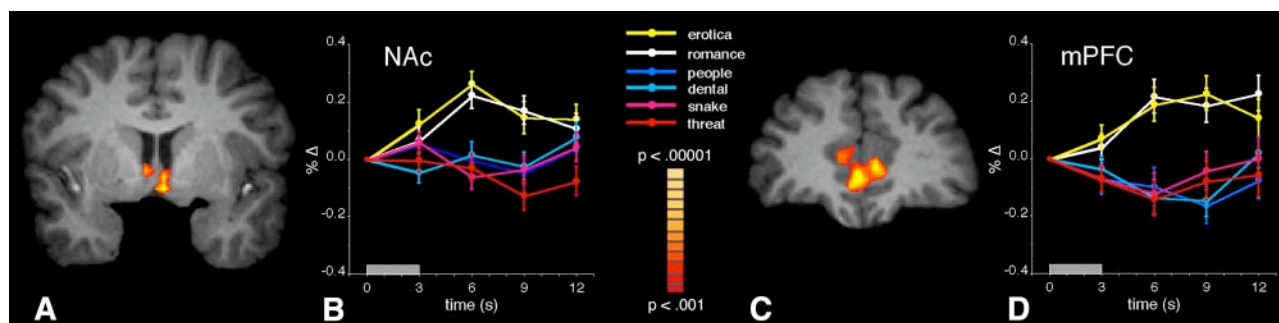 A
B
NAc
% Δ
0.4
0.2
0.0
-0.2
-0.4
0
3
6
9
12
time (s)
erotica
romance
people
dental
snake
threat
p < .00001
p < .001
C
D
mPFC
% Δ
0.4
0.2
0.0
-0.2
-0.4
0
3
6
9
12
time (s)